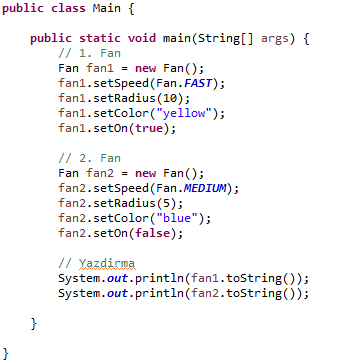 public class Main {
public static void main(String[] args) {
// 1. Fan
Fan fan1 = new Fan();
fan1.setSpeed(Fan.FAST);
fan1.setRadius(10);
fan1.setColor("yellow");
fan1.setOn(true);
// 2. Fan
Fan fan2 = new Fan();
fan2.setSpeed(Fan.MEDIUM);
fan2.setRadius(5);
fan2.setColor("blue");
fan2.setOn(false);
// Yazdirma
System.out.println(fan1.toString());
System.out.println(fan2.toString());
}
}